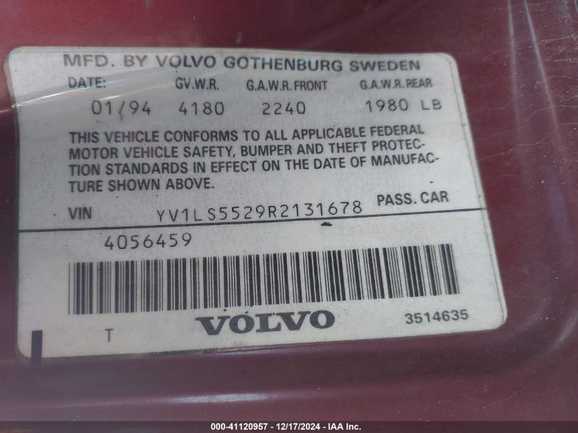 MFD. BY VOLVO GOTHENBURG SWEDEN
DATE: GV.W.R. G.A.W.R. FRONT G.A.W.R. REAR
01/94 4180 2240 1980 LB
THIS VEHICLE CONFORMS TO ALL APPLICABLE FEDERAL
MOTOR VEHICLE SAFETY, BUMPER AND THEFT PROTEC-
TION STANDARDS IN EFFECT ON THE DATE OF MANUFAC-
TURE SHOWN ABOVE.
VIN YV1LS5529R2131678 PASS. CAR
4056459
T VOLVO 3514635
000-41120957 - 12/17/2024 - IAA Inc.